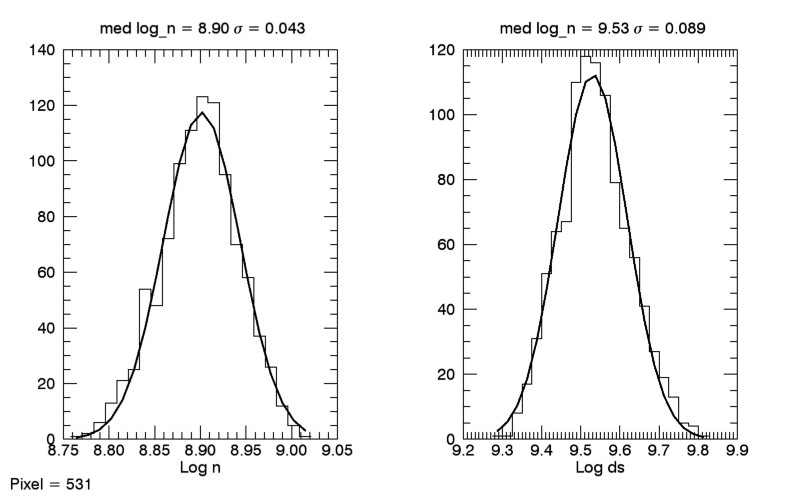 med log_n = 8.90 σ = 0.043
140
120
100
80
60
40
20
0
8.75 8.80 8.85 8.90 8.95 9.00 9.05
Log n
med log_n = 9.53 σ = 0.089
120
100
80
60
40
20
0
9.2 9.3 9.4 9.5 9.6 9.7 9.8 9.9
Log ds
Pixel = 531